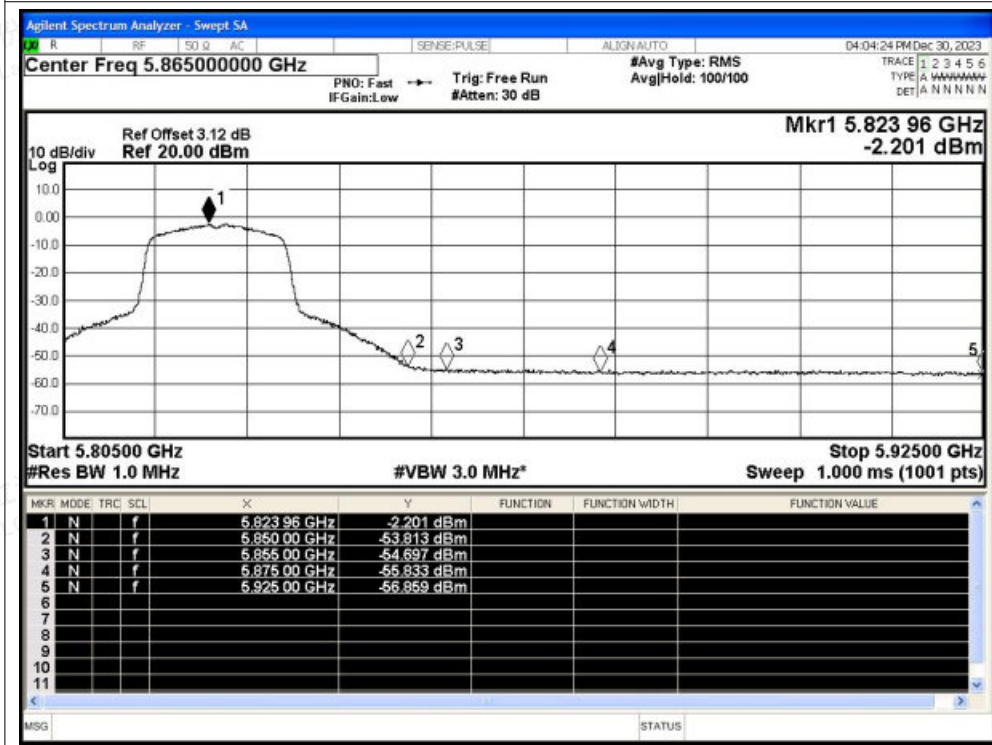 Agilent Spectrum Analyzer - Swept SA
R RF 50 Ω AC SENSE:PULSE ALIGN AUTO 04:04:24 PM Dec 30, 2023
Center Freq 5.865000000 GHz
PNO: Fast
IFGain:Low
Trig: Free Run
#Atten: 30 dB
#Avg Type: RMS
Avg|Hold: 100/100
TRACE 1 2 3 4 5 6
TYPE A WWWWWW
DET A N N N N N
Mkr1 5.823 96 GHz
-2.201 dBm
Ref Offset 3.12 dB
10 dB/div Ref 20.00 dBm
Log
10.0
0.00
-10.0
-20.0
-30.0
-40.0
-50.0
-60.0
-70.0
1
2
3
4
5
Start 5.80500 GHz Stop 5.92500 GHz
#Res BW 1.0 MHz #VBW 3.0 MHz* Sweep 1.000 ms (1001 pts)
MKR MODE TRC SCL X Y FUNCTION FUNCTION WIDTH FUNCTION VALUE
1 N f 5.823 96 GHz -2.201 dBm
2 N f 5.850 00 GHz -53.813 dBm
3 N f 5.855 00 GHz -54.697 dBm
4 N f 5.875 00 GHz -55.833 dBm
5 N f 5.925 00 GHz -56.859 dBm
6
7
8
9
10
11
MSG STATUS